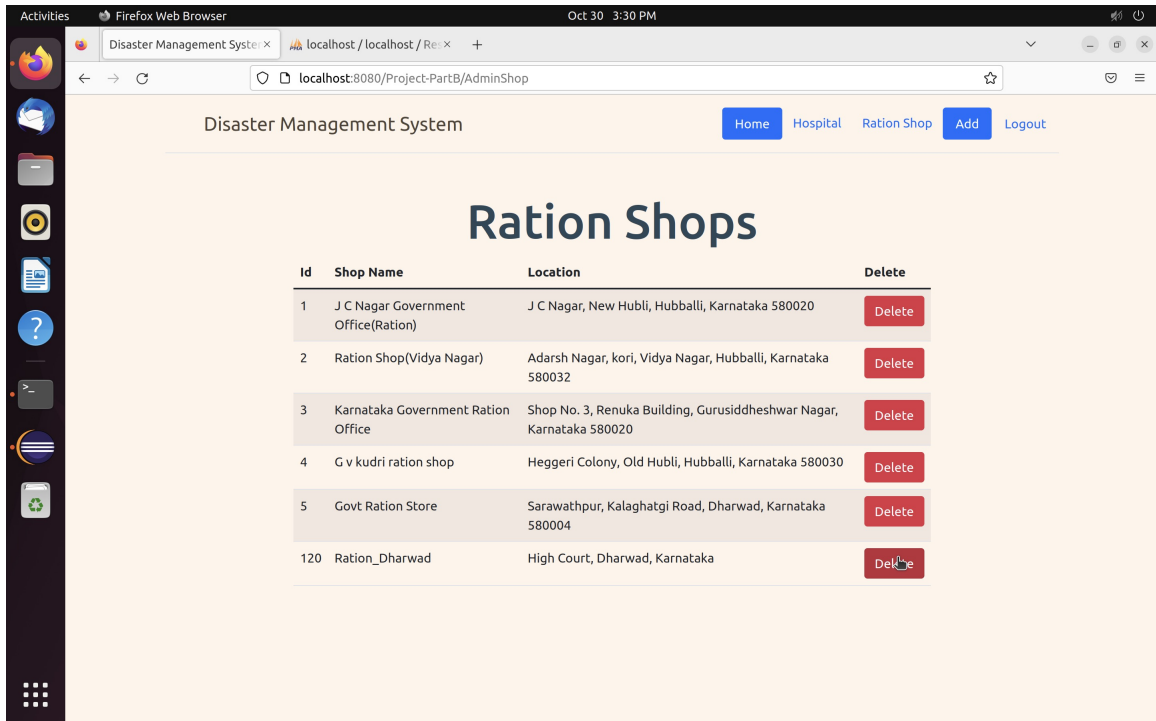 Activities Firefox Web Browser Oct 30 3:30 PM
Disaster Management Syster localhost / localhost / Res
localhost:8080/Project-PartB/AdminShop
Disaster Management System Home Hospital Ration Shop Add Logout
Ration Shops
Id Shop Name Location Delete
1 J C Nagar Government J C Nagar, New Hubli, Hubballi, Karnataka 580020 Delete
Office(Ration)
2 Ration Shop(Vidya Nagar) Adarsh Nagar, kori, Vidya Nagar, Hubballi, Karnataka Delete
580032
3 Karnataka Government Ration Shop No. 3, Renuka Building, Gurusiddheshwar Nagar, Delete
Office Karnataka 580020
4 G v kudri ration shop Heggeri Colony, Old Hubli, Hubballi, Karnataka 580030 Delete
5 Govt Ration Store Sarawathpur, Kalaghatgi Road, Dharwad, Karnataka Delete
580004
120 Ration_Dharwad High Court, Dharwad, Karnataka Delete